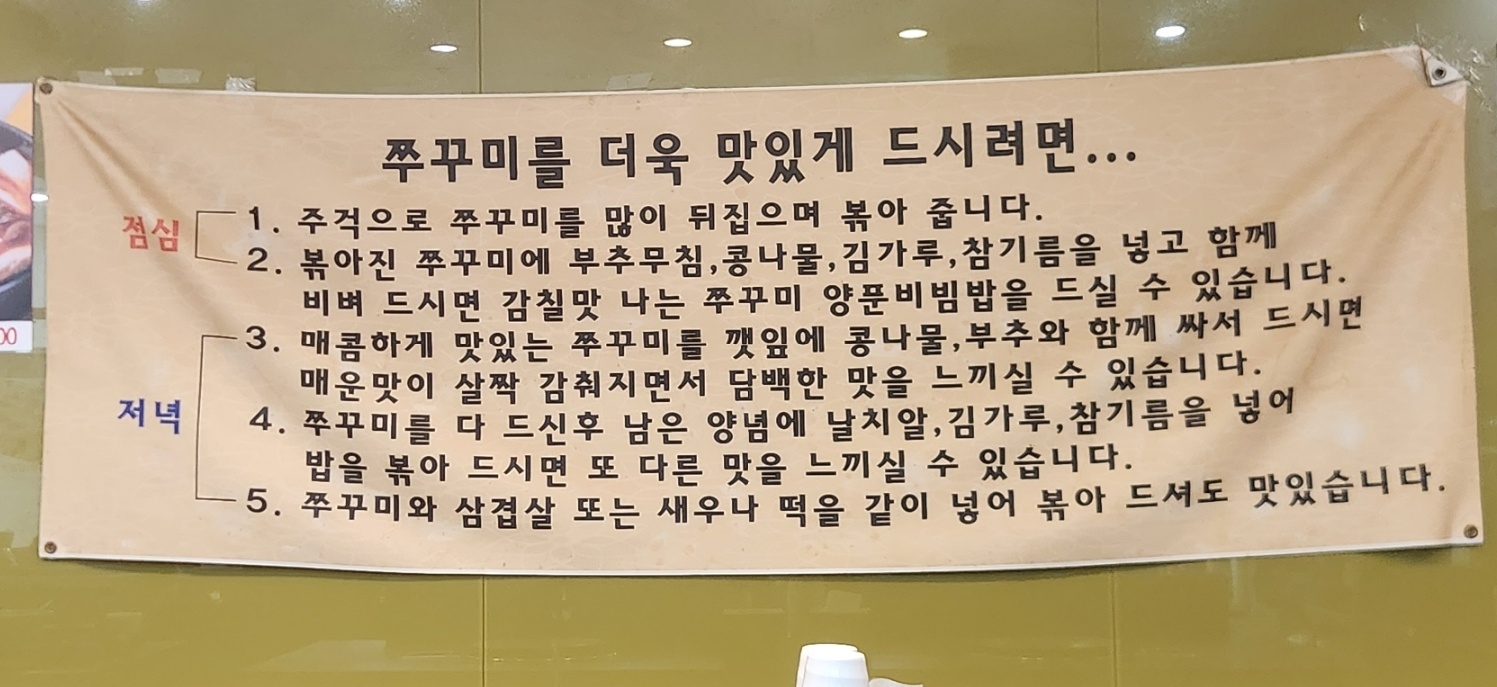 쭈꾸미를 더욱 맛있게 드시려면...
점심
1. 주걱으로 쭈꾸미를 많이 뒤집으며 볶아 줍니다.
2. 볶아진 쭈꾸미에 부추무침,콩나물,김가루,참기름을 넣고 함께
비벼 드시면 감칠맛 나는 쭈꾸미 양푼비빔밥을 드실 수 있습니다.
저녁
3. 매콤하게 맛있는 쭈꾸미를 깻잎에 콩나물,부추와 함께 싸서 드시면
매운맛이 살짝 감춰지면서 담백한 맛을 느끼실 수 있습니다.
4. 쭈꾸미를 다 드신후 남은 양념에 날치알,김가루,참기름을 넣어
밥을 볶아 드시면 또 다른 맛을 느끼실 수 있습니다.
5. 쭈꾸미와 삼겹살 또는 새우나 떡을 같이 넣어 볶아 드셔도 맛있습니다.